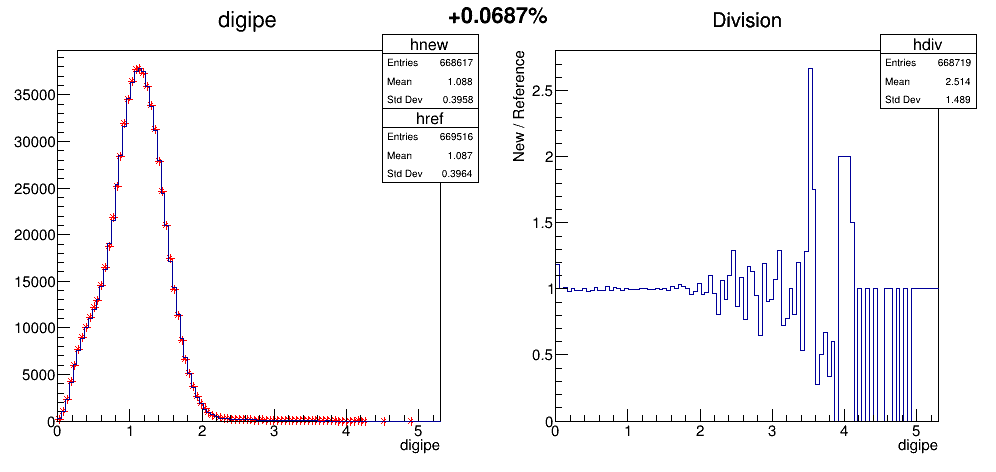 digipe
+0.0687%
Division
hnew
Entries 668617
Mean 1.088
Std Dev 0.3958
href
Entries 669516
Mean 1.087
Std Dev 0.3964
35000
30000
25000
20000
15000
10000
5000
0
0 1 2 3 4 5
digipe
hdiv
Entries 668719
Mean 2.514
Std Dev 1.489
New / Reference
2.5
2
1.5
1
0.5
0
0 1 2 3 4 5
digipe